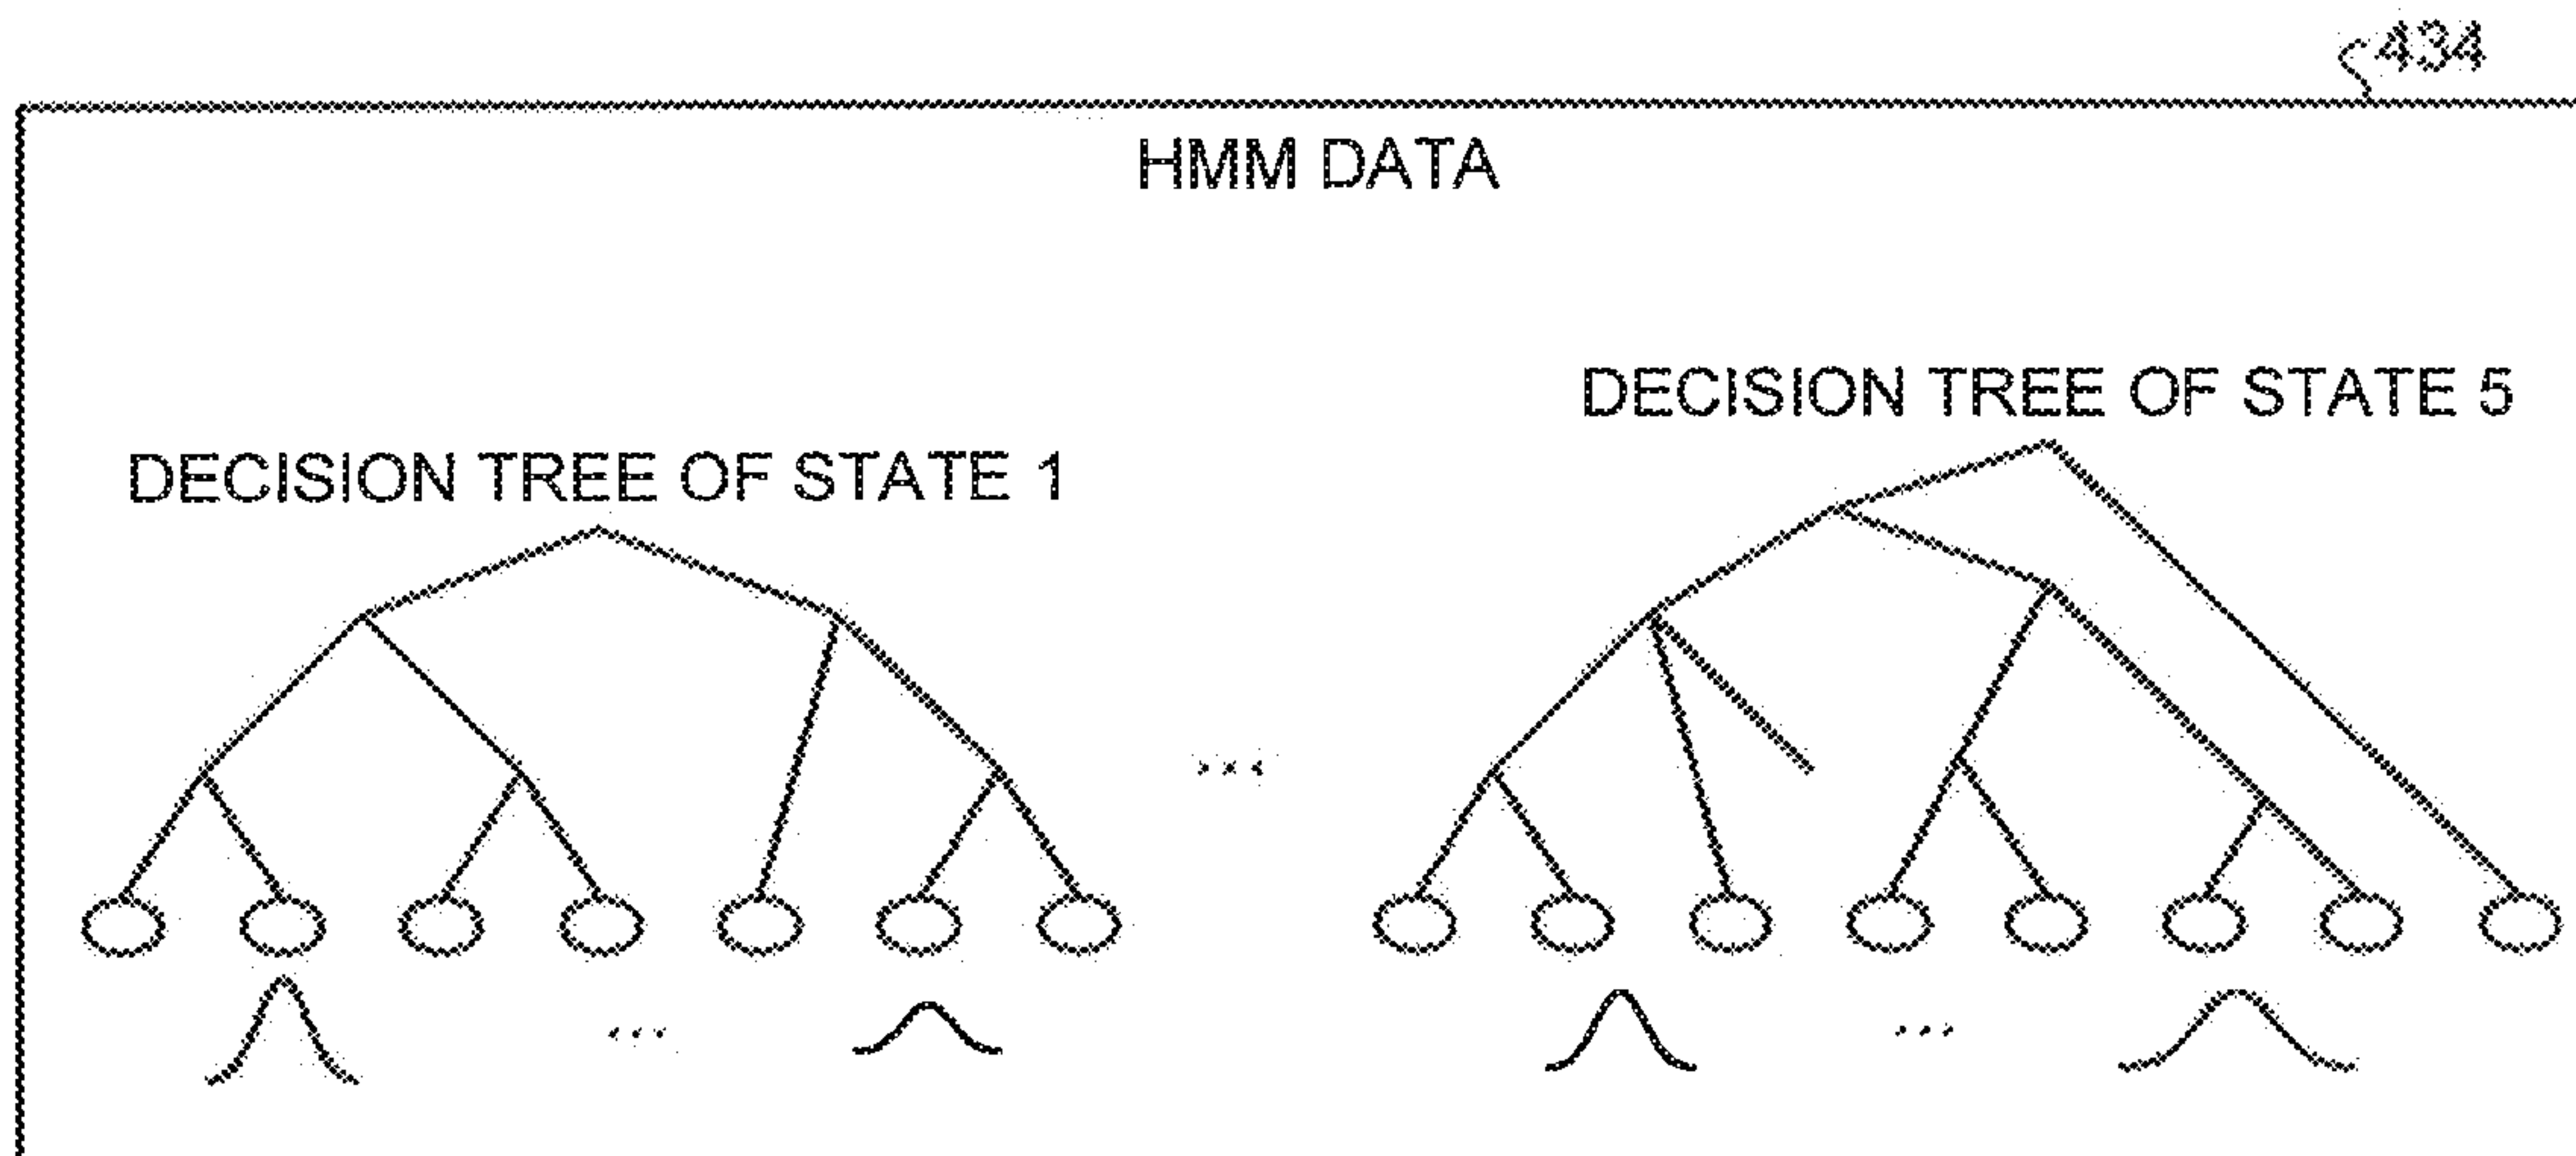 434
HMM DATA
DECISION TREE OF STATE 5
DECISION TREE OF STATE 1
...
...
...